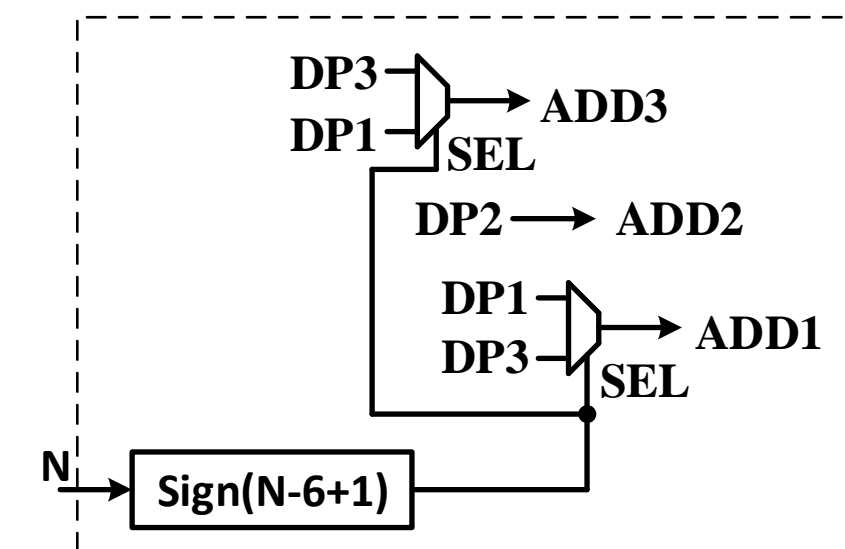 DP3
ADD3
DP1
SEL
DP2
ADD2
DP1
ADD1
DP3
SEL
N
Sign(N-6+1)